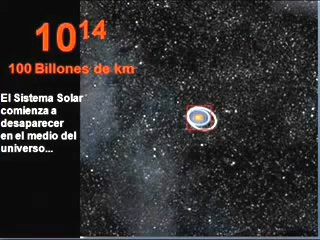 10¹⁴
100 Billones de km
El Sistema Solar
comienza a
desaparecer
en el medio del
universo...